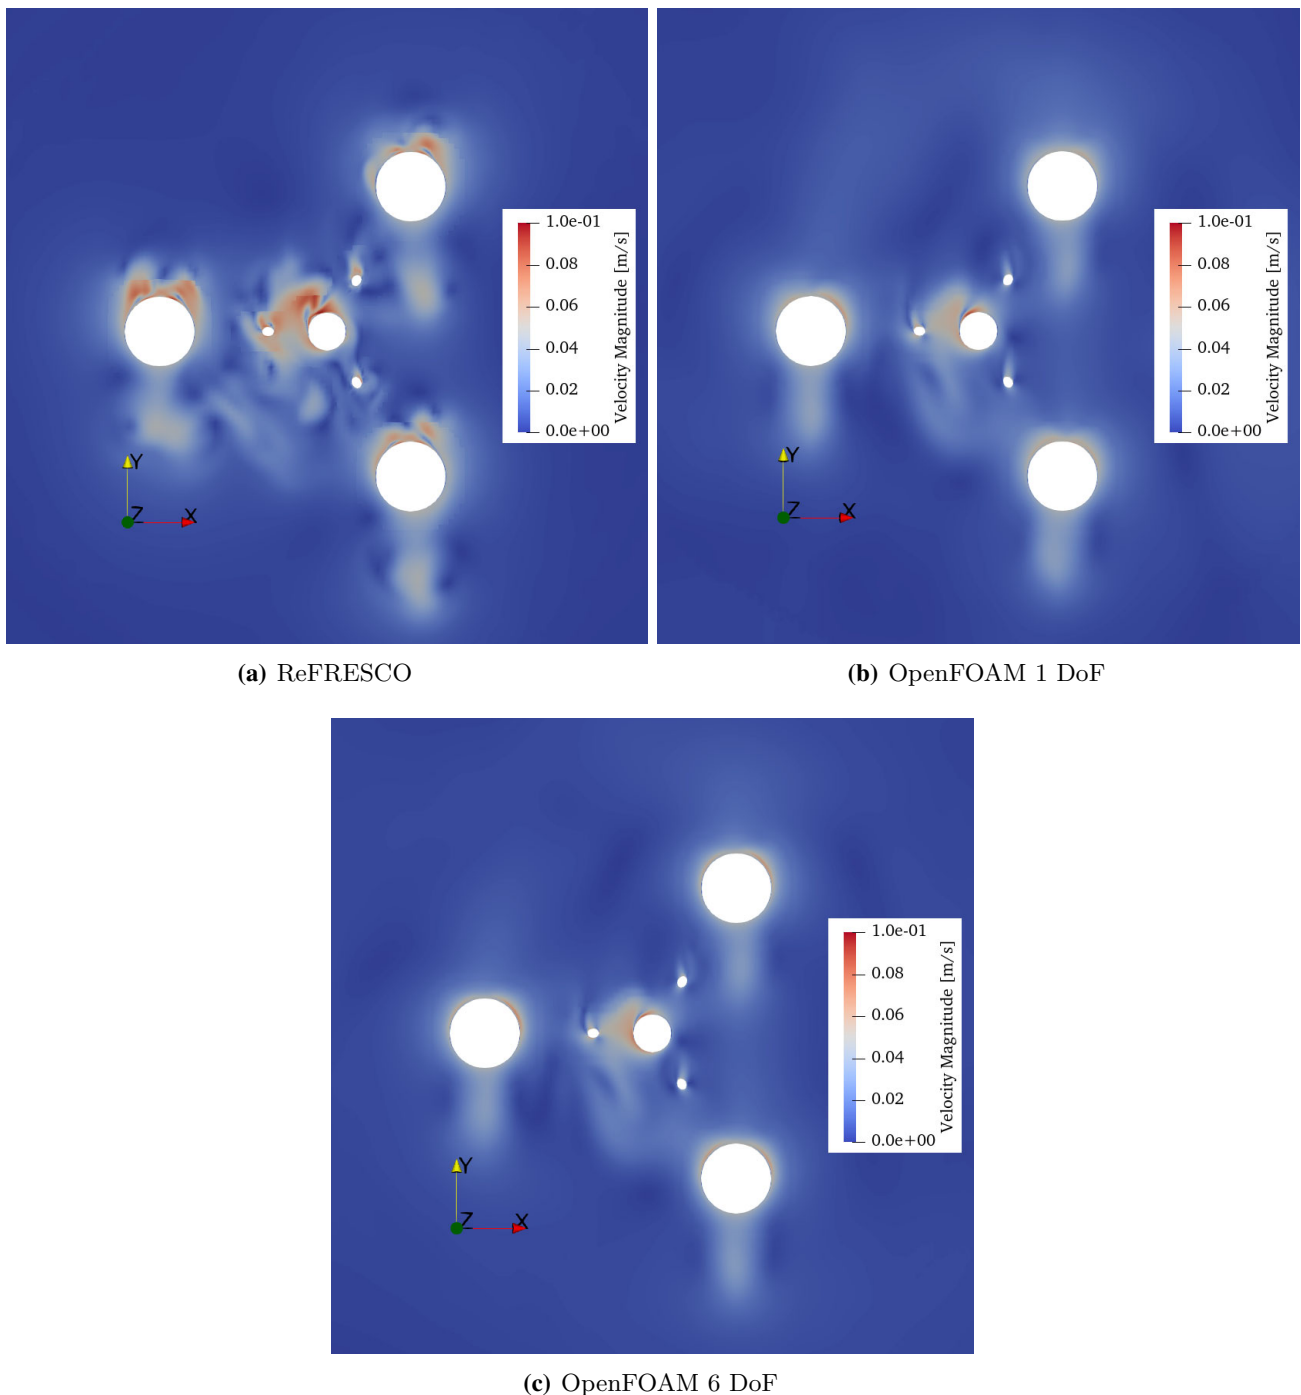 1.0e-01
0.08
0.06
0.04
0.02
0.0e+00
Velocity Magnitude [m/s]
Y
Z
X
(a) ReFRESCO
1.0e-01
0.08
0.06
0.04
0.02
0.0e+00
Velocity Magnitude [m/s]
Y
Z
X
(b) OpenFOAM 1 DoF
1.0e-01
0.08
0.06
0.04
0.02
0.0e+00
Velocity Magnitude [m/s]
Y
Z
X
(c) OpenFOAM 6 DoF